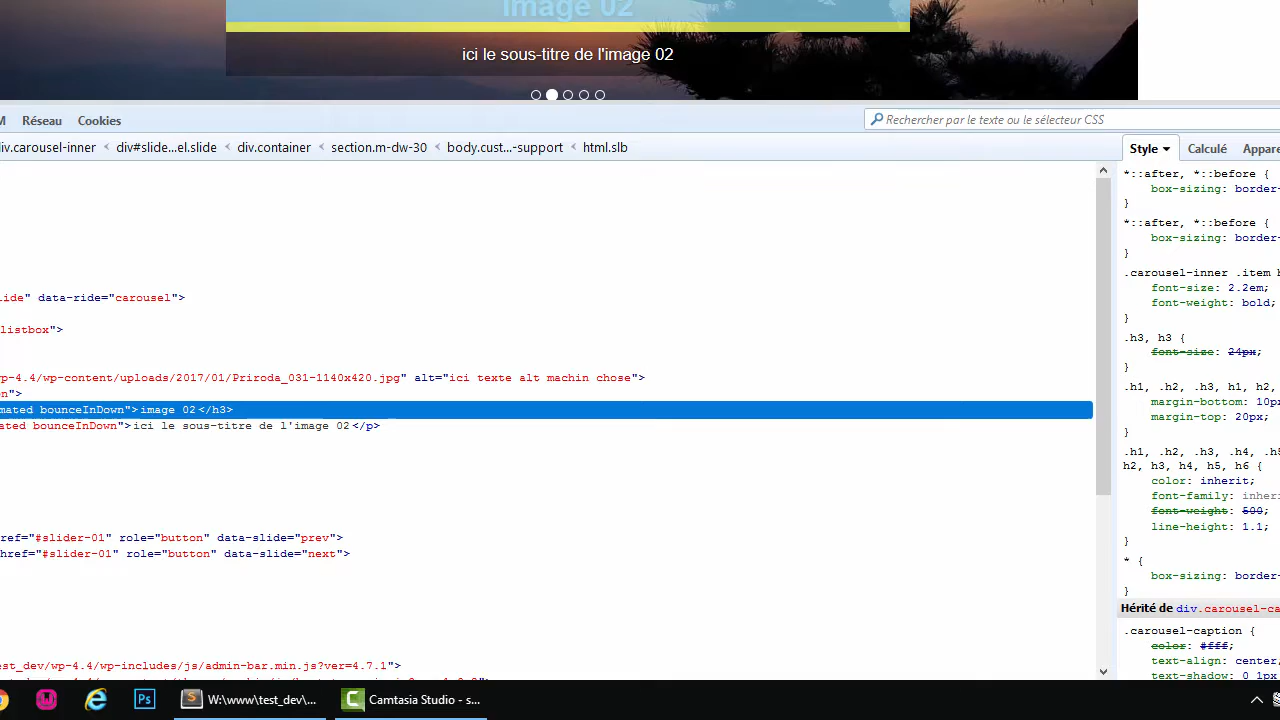 image 02
ici le sous-titre de l'image 02
M Réseau Cookies
Rechercher par le texte ou le sélecteur CSS
iv.carousel-inner div#slide...el.slide div.container section.m-dw-30 body.cust...-support html.slb
Style Calculé Appare
lide" data-ride="carousel">
listbox">
vp-4.4/wp-content/uploads/2017/01/Priroda_031-1140x420.jpg" alt="ici texte alt machin chose">
on">
mated bounceInDown">image 02</h3>
ated bounceInDown">ici le sous-titre de l'image 02</p>
ref="#slider-01" role="button" data-slide="prev">
href="#slider-01" role="button" data-slide="next">
est_dev/wp-4.4/wp-includes/js/admin-bar.min.js?ver=4.7.1">
*::after, *::before {
box-sizing: border-
}
*::after, *::before {
box-sizing: border-
}
.carousel-inner .item h
font-size: 2.2em;
font-weight: bold;
}
.h3, h3 {
font-size: 24px;
}
.h1, .h2, .h3, h1, h2,
margin-bottom: 10px
margin-top: 20px;
}
.h1, .h2, .h3, .h4, .h5
h2, h3, h4, h5, h6 {
color: inherit;
font-family: inheri
font-weight: 500;
line-height: 1.1;
}
* {
box-sizing: border-
}
Hérité de div.carousel-ca
.carousel-caption {
color: #fff;
text-align: center;
text-shadow: 0 1px
Ps
S
W:\www\test_dev\...
C
Camtasia Studio - s...